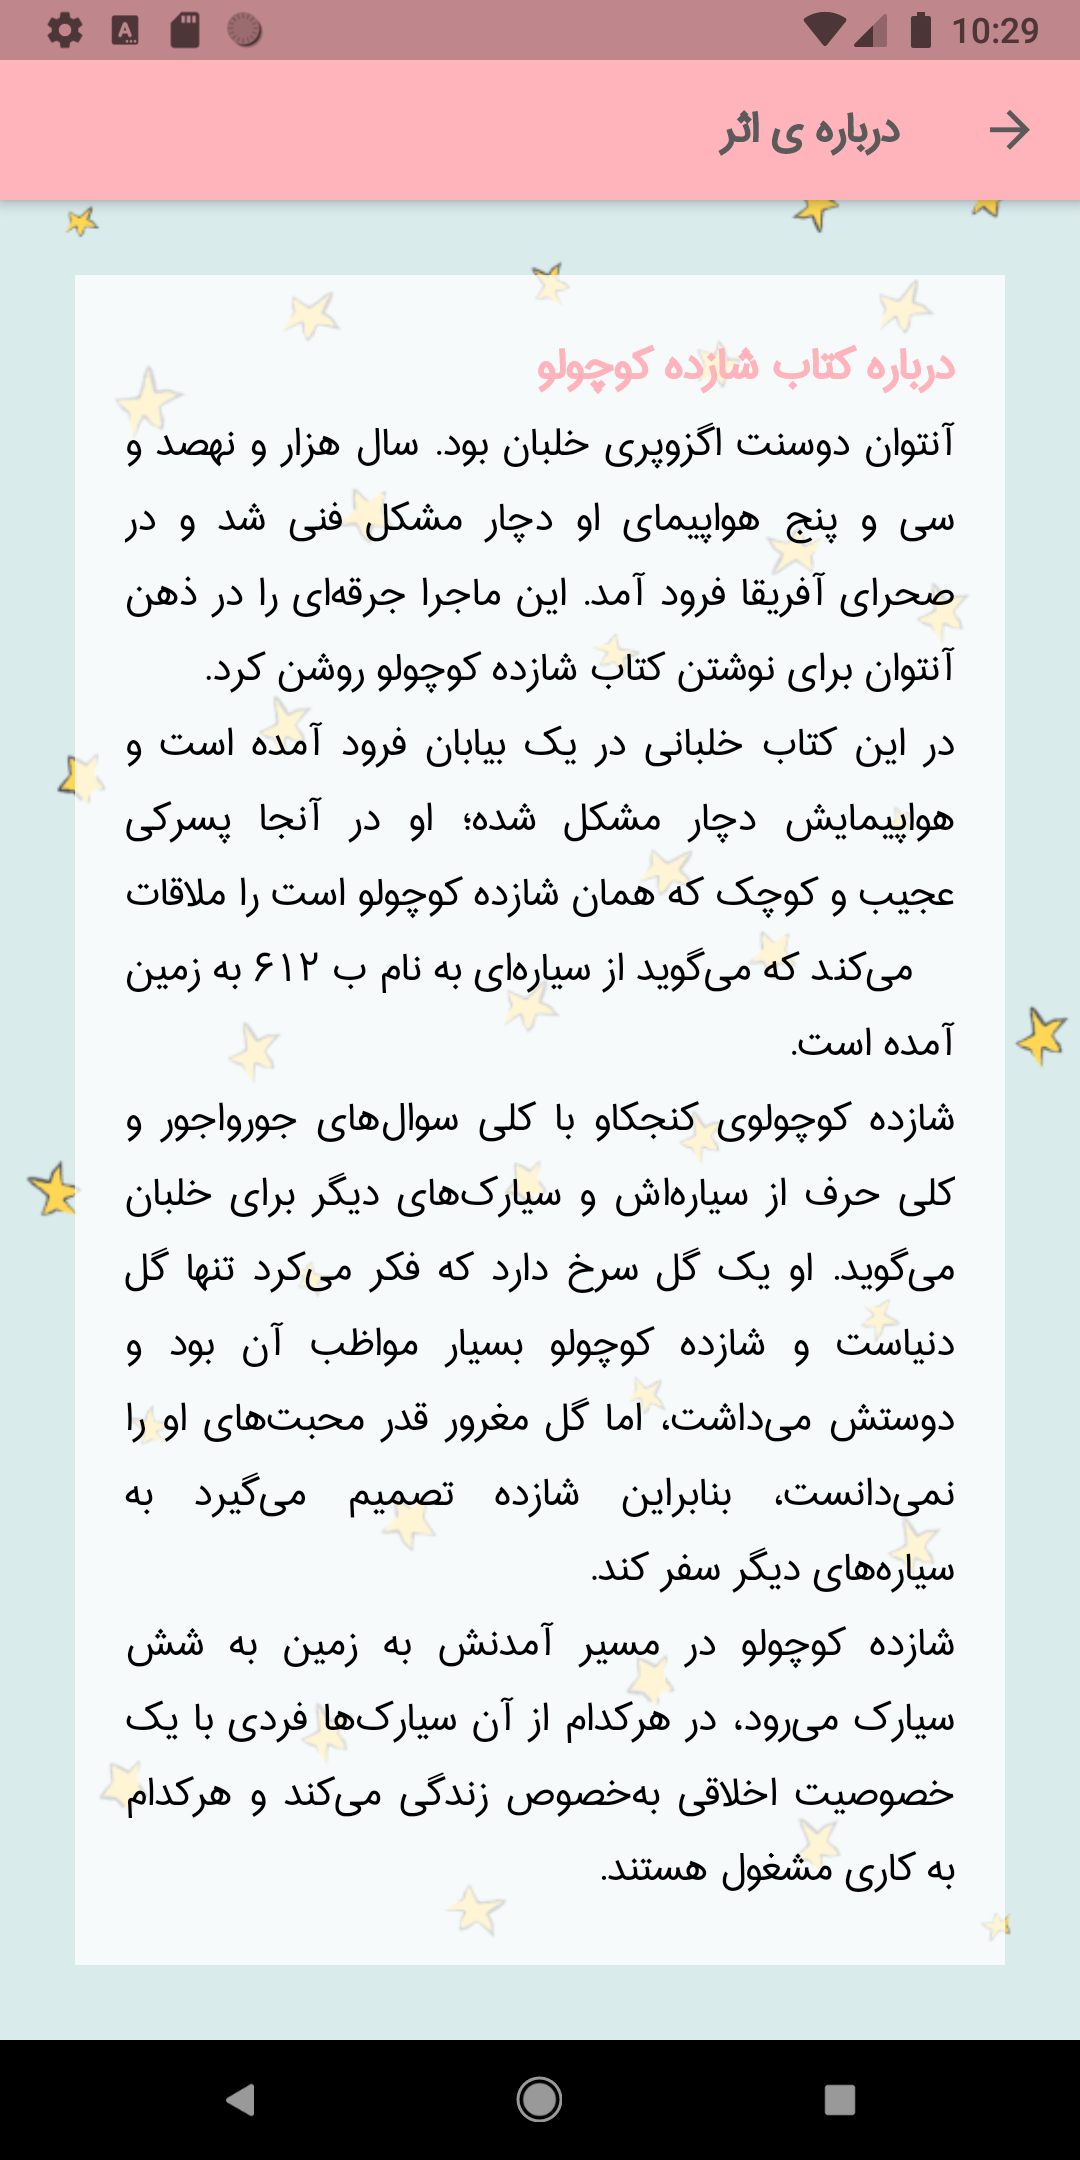 10:29
درباره ی اثر
درباره کتاب شازده کوچولو
آنتوان دوسنت اگزوپری خلبان بود. سال هزار و نهصد و
سی و پنج هواپیمای او دچار مشکل فنی شد و در
صحرای آفریقا فرود آمد. این ماجرا جرقه‌ای را در ذهن
آنتوان برای نوشتن کتاب شازده کوچولو روشن کرد.
در این کتاب خلبانی در یک بیابان فرود آمده است و
هواپیمایش دچار مشکل شده؛ او در آنجا پسرکی
عجیب و کوچک که همان شازده کوچولو است را ملاقات
می‌کند که می‌گوید از سیاره‌ای به نام ب ۶۱۲ به زمین
آمده است.
شازده کوچولوی کنجکاو با کلی سوال‌های جورواجور و
کلی حرف از سیاره‌اش و سیارک‌های دیگر برای خلبان
می‌گوید. او یک گل سرخ دارد که فکر می‌کرد تنها گل
دنیاست و شازده کوچولو بسیار مواظب آن بود و
دوستش می‌داشت، اما گل مغرور قدر محبت‌های او را
نمی‌دانست، بنابراین شازده تصمیم می‌گیرد به
سیاره‌های دیگر سفر کند.
شازده کوچولو در مسیر آمدنش به زمین به شش
سیارک می‌رود، در هرکدام از آن سیارک‌ها فردی با یک
خصوصیت اخلاقی به‌خصوص زندگی می‌کند و هرکدام
به کاری مشغول هستند.